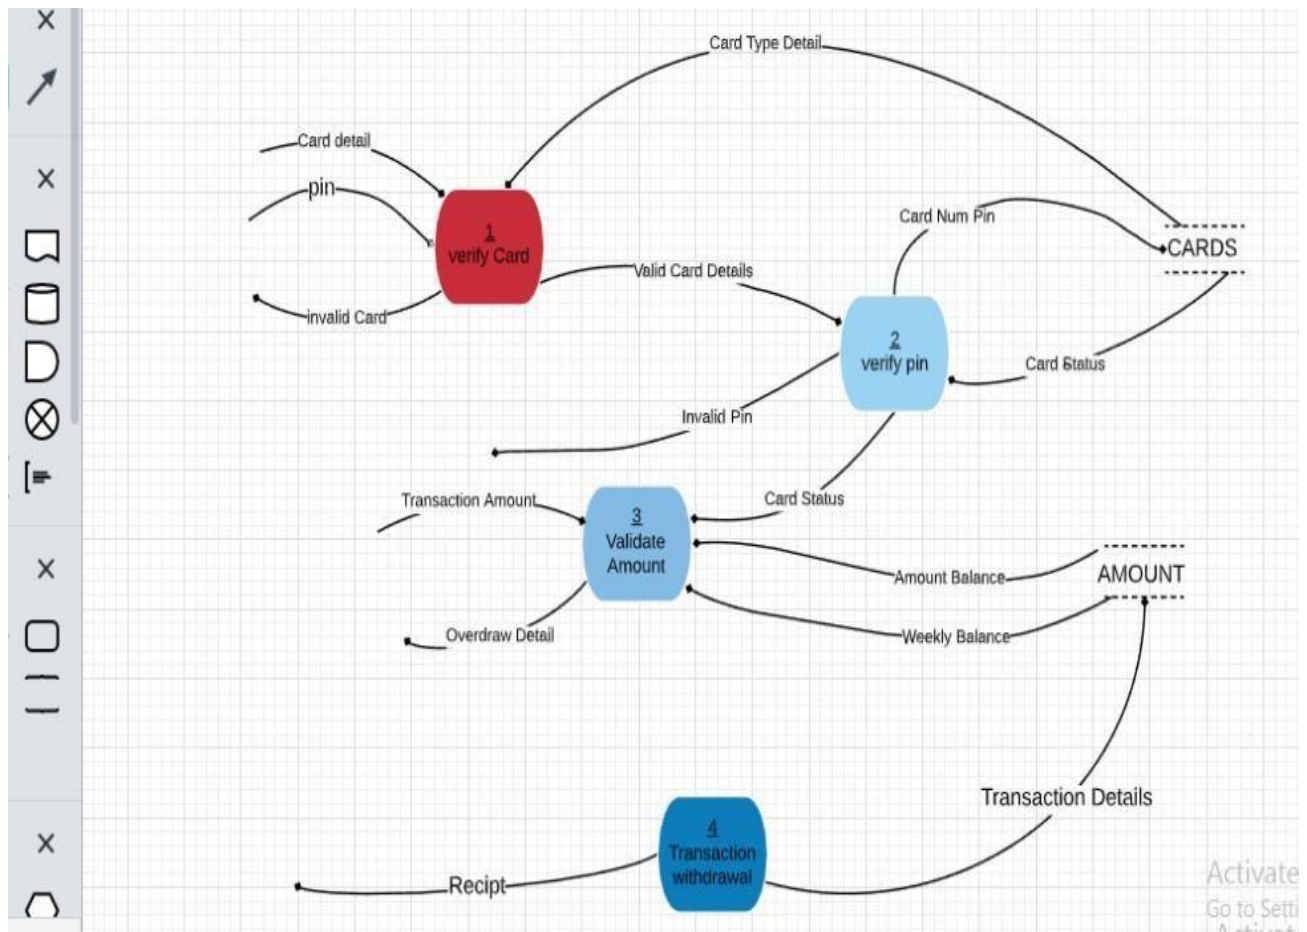 Card Type Detail
Card detail
pin
1
verify Card
invalid Card
Valid Card Details
Card Num Pin
CARDS
2
verify pin
Card Status
Invalid Pin
Transaction Amount
Card Status
3
Validate
Amount
Amount Balance
AMOUNT
Overdraw Detail
Weekly Balance
Transaction Details
4
Transaction
withdrawal
Recipt
Activate
Go to Setti